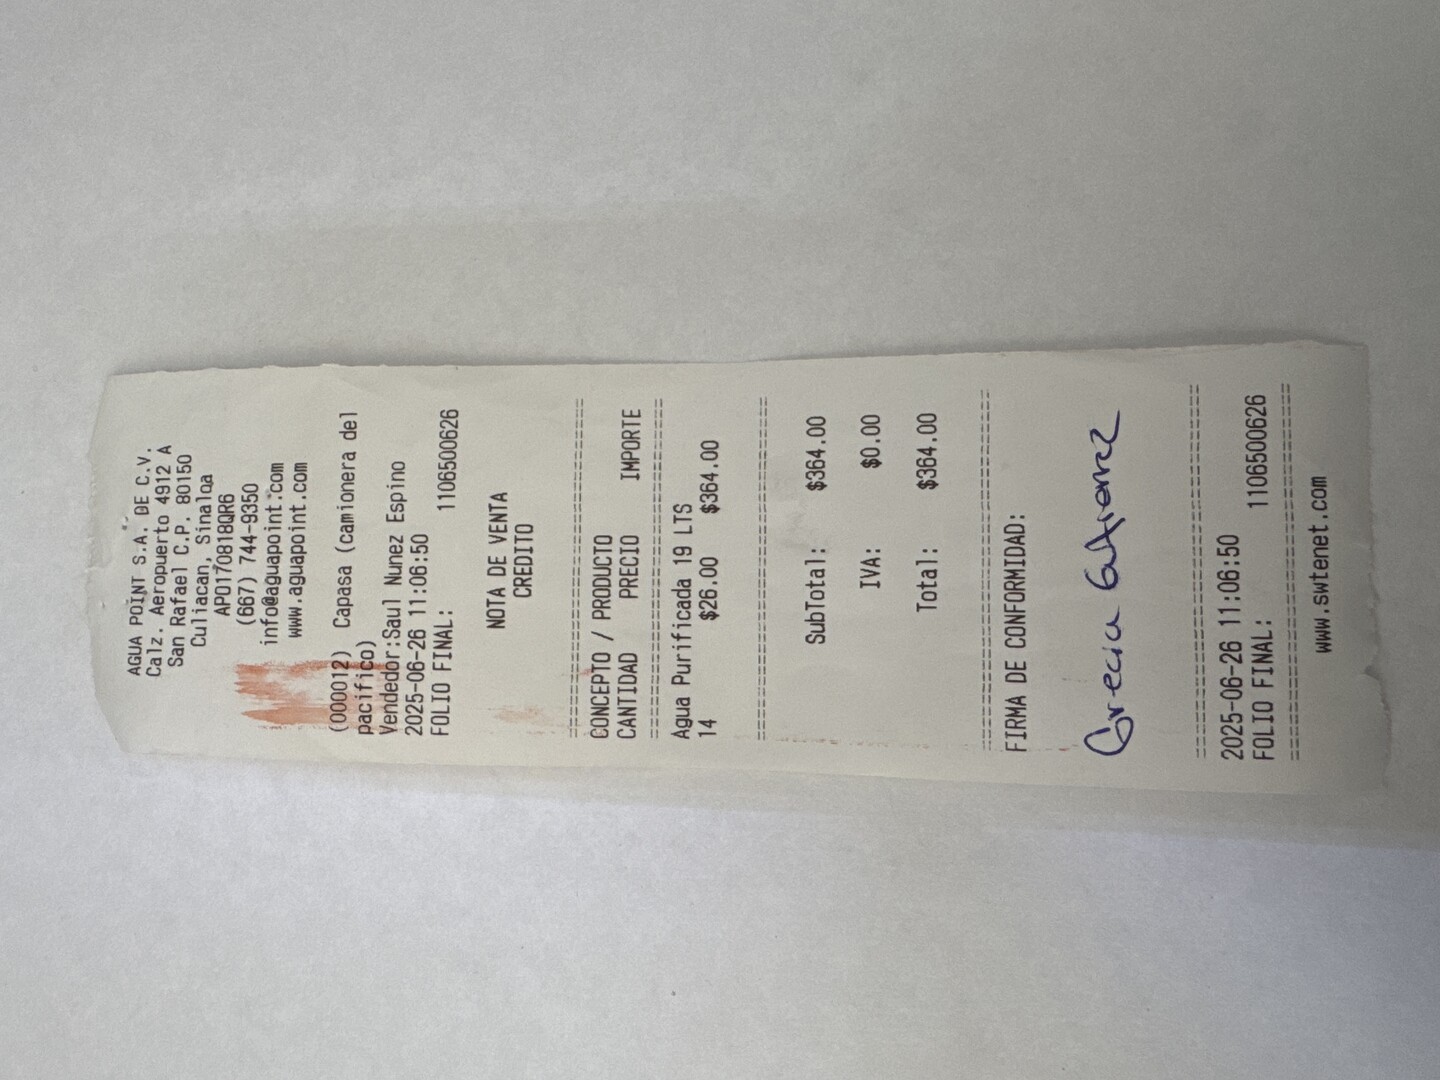 AGUA POINT S.A. DE C.V.
Calz. Aeropuerto 4912 A
San Rafael C.P. 80150
Culiacan, Sinaloa
APO170818QR6
(667) 744-9350
info@aguapoint.com
www.aguapoint.com
(000012) Capasa (camionera del
pacifico)
Vendedor:Saul Nunez Espino
2025-06-26 11:06:50
FOLIO FINAL: 1106500626
NOTA DE VENTA
CREDITO
==============================
CONCEPTO / PRODUCTO
CANTIDAD PRECIO IMPORTE
==============================
Agua Purificada 19 LTS
14 $26.00 $364.00
==============================
SubTotal: $364.00
IVA: $0.00
Total: $364.00
==============================
FIRMA DE CONFORMIDAD:
Grecia Gutierrez
==============================
2025-06-26 11:06:50
FOLIO FINAL: 1106500626
==============================
www.swtenet.com